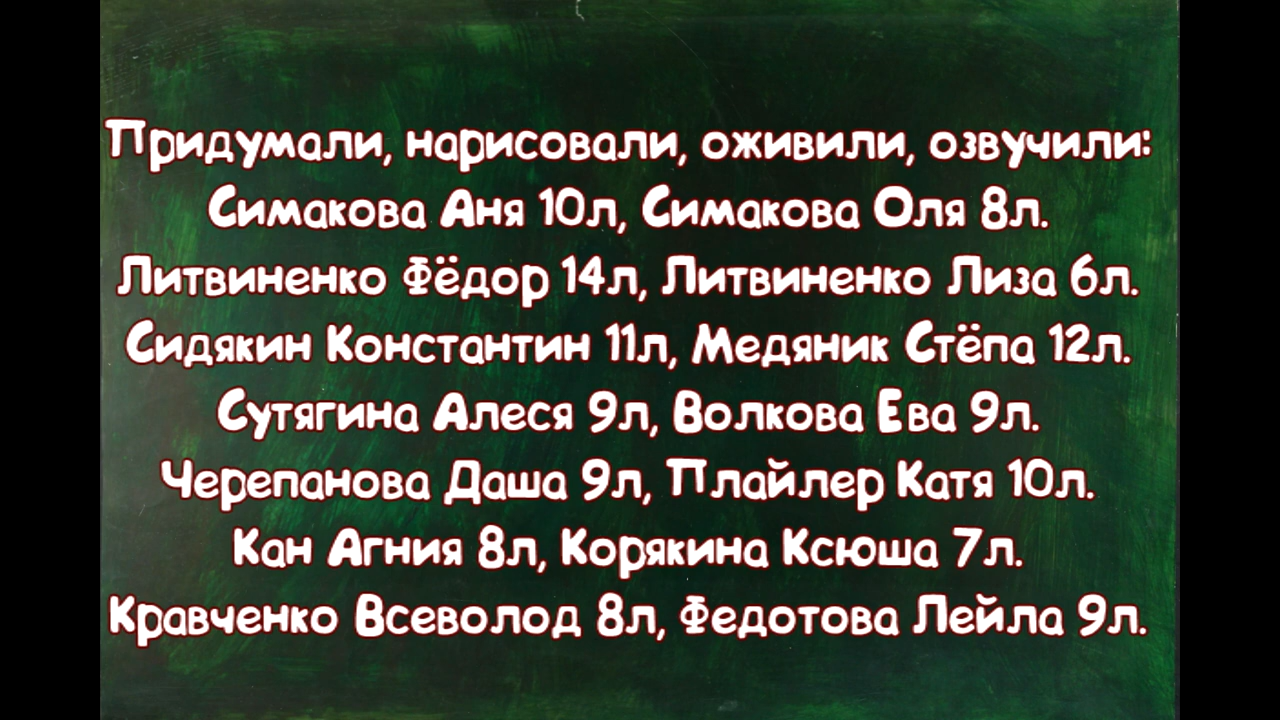 Придумали, нарисовали, оживили, озвучили:
Симакова Аня 10л, Симакова Оля 8л.
Литвиненко Фёдор 14л, Литвиненко Лиза 6л.
Сидякин Константин 11л, Медяник Стёпа 12л.
Сутягина Алеся 9л, Волкова Ева 9л.
Черепанова Даша 9л, Плайлер Катя 10л.
Кан Агния 8л, Корякина Ксюша 7л.
Кравченко Всеволод 8л, Федотова Лейла 9л.